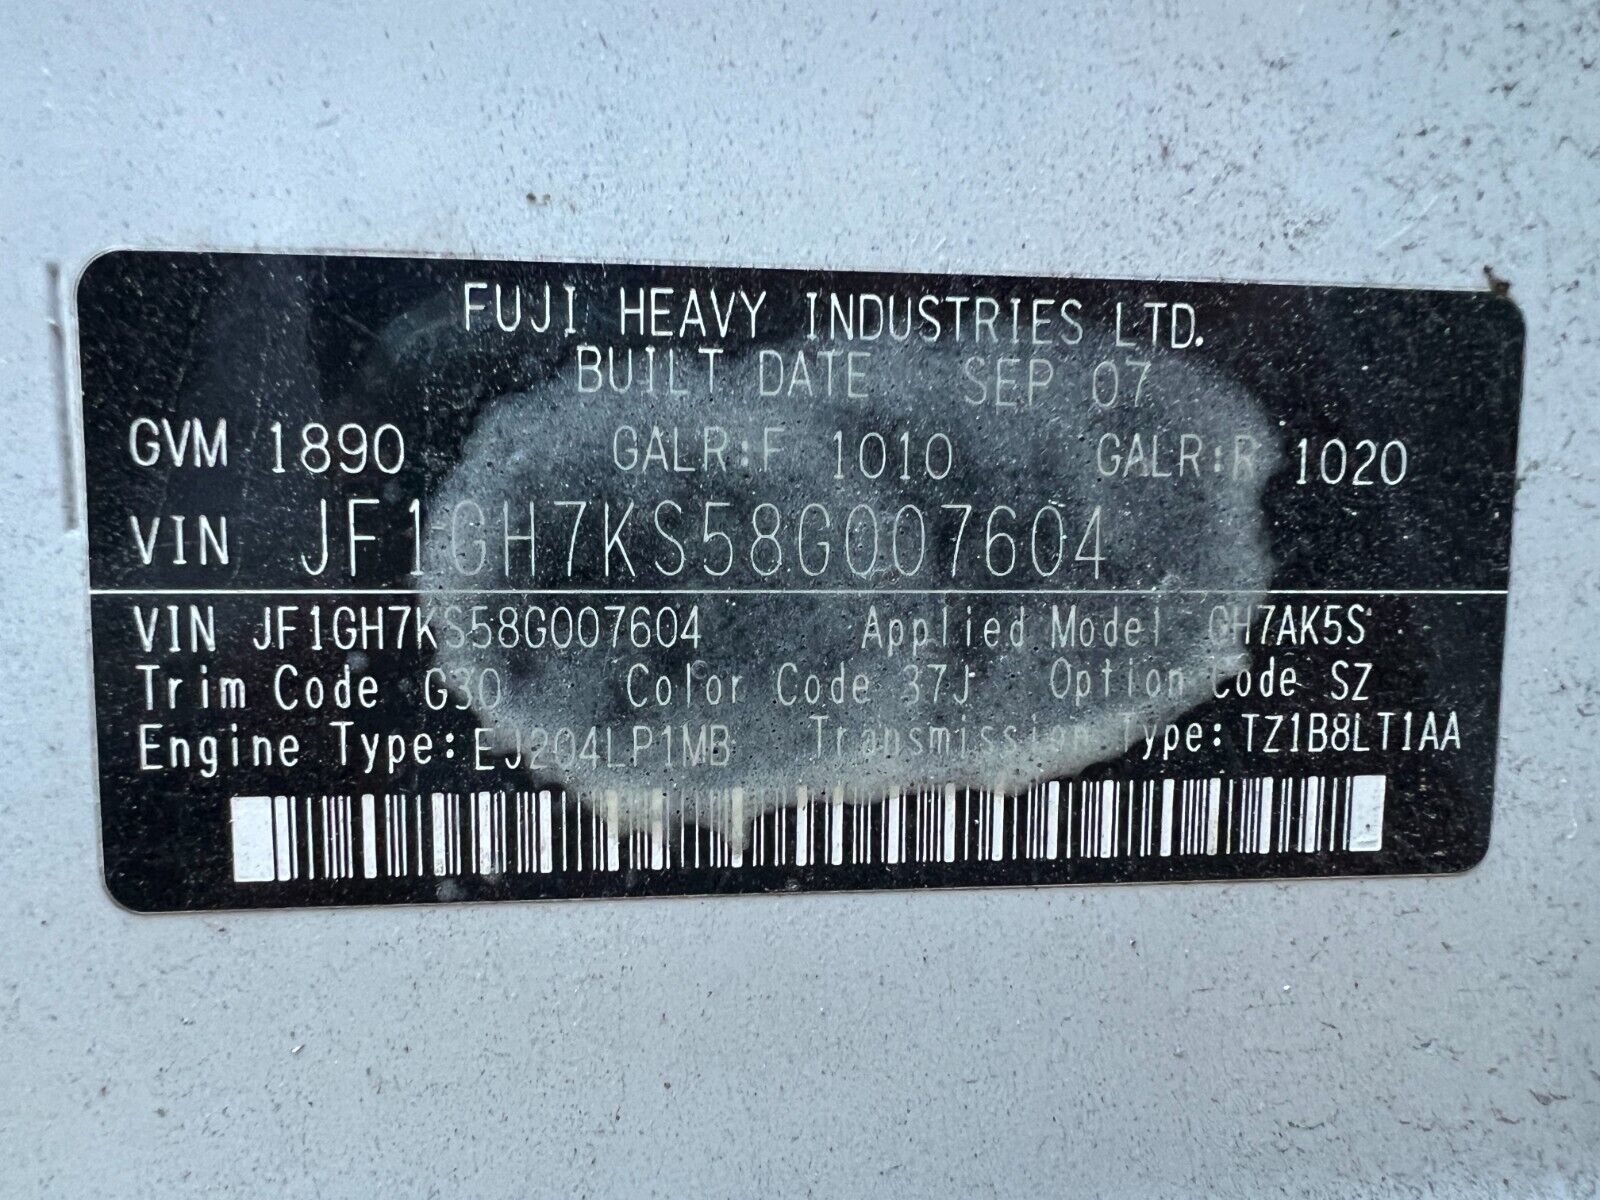 FUJI HEAVY INDUSTRIES LTD.
BUILT DATE SEP 07
GVM 1890 GALR:F 1010 GALR:R 1020
VIN JF1GH7KS58G007604
VIN JF1GH7KS58G007604 Applied Model GH7AK5S
Trim Code G30 Color Code 37J Option Code SZ
Engine Type: EJ204LP1MB Transmission Type: TZ1B8LT1AA